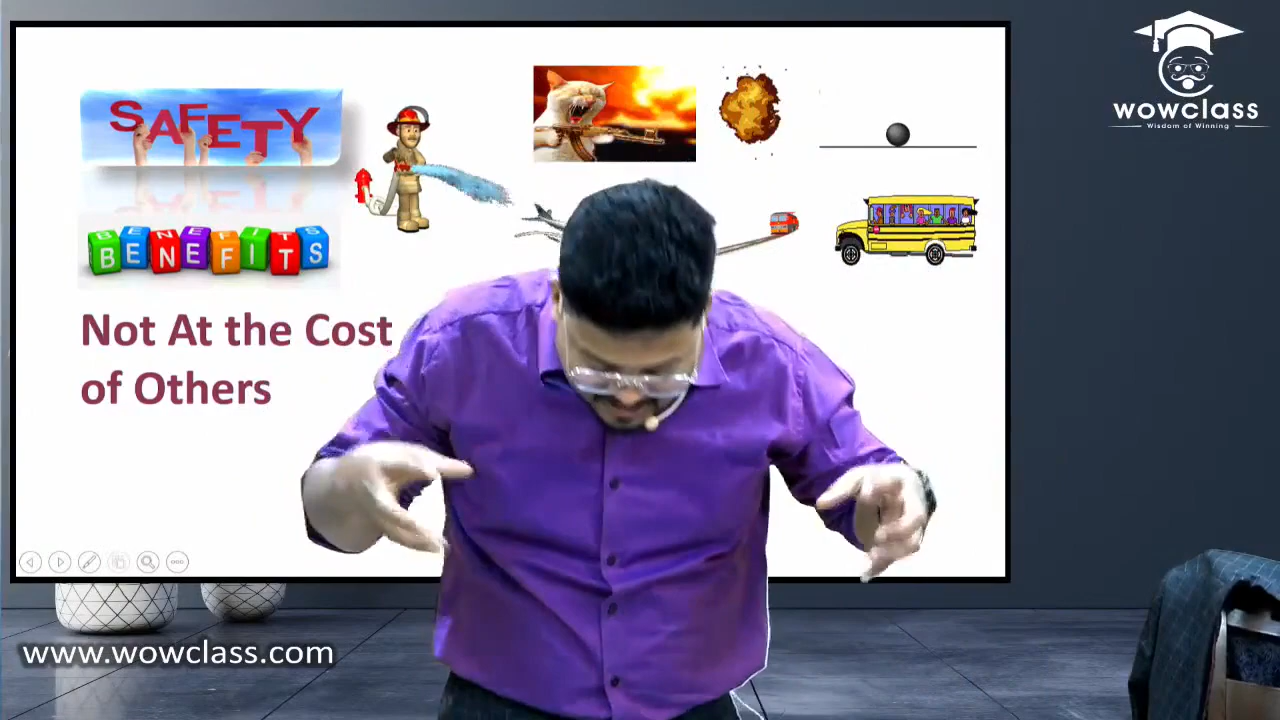 SAFETY
BENEFITS
Not At the Cost
of Others
wowclass
Wisdom of Winning
www.wowclass.com